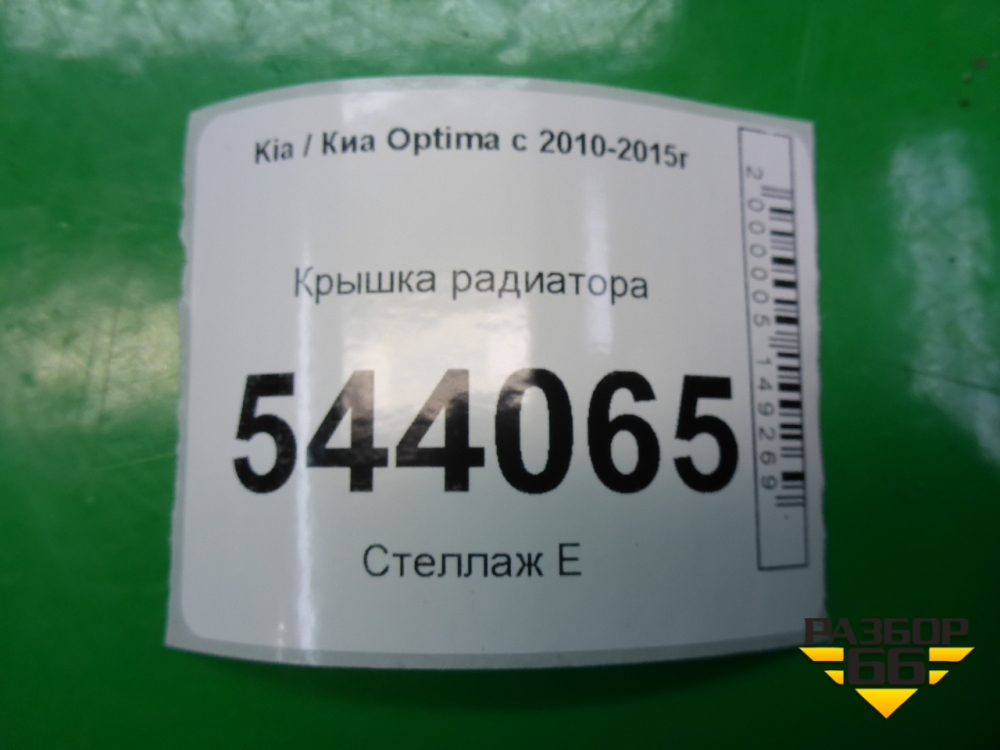 Kia / Киа Optima с 2010-2015г
Крышка радиатора
544065
Стеллаж Е
2000005149269
РАЗБОР
66